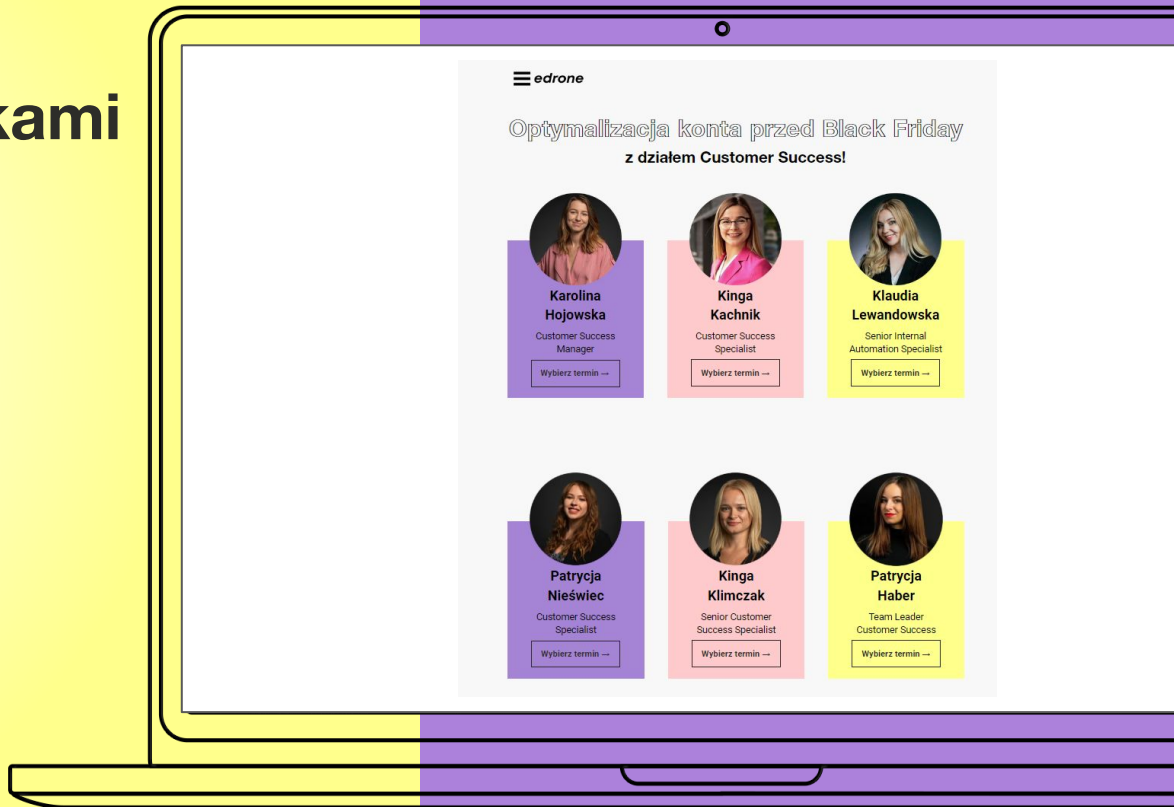 kami
edrone
Optymalizacja konta przed Black Friday
z działem Customer Success!
Karolina
Hojowska
Customer Success
Manager
Wybierz termin →
Kinga
Kachnik
Customer Success
Specialist
Wybierz termin →
Klaudia
Lewandowska
Senior Internal
Automation Specialist
Wybierz termin →
Patrycja
Nieświec
Customer Success
Specialist
Wybierz termin →
Kinga
Klimczak
Senior Customer
Success Specialist
Wybierz termin →
Patrycja
Haber
Team Leader
Customer Success
Wybierz termin →